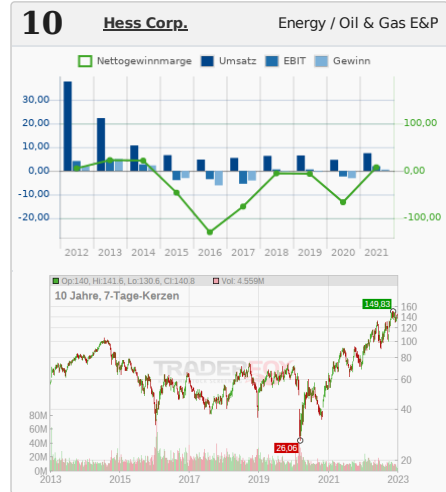 10 Hess Corp. Energy / Oil & Gas E&P
Nettogewinnmarge Umsatz EBIT Gewinn
30,00
20,00 100,00
10,00
0,00 0,00
-10,00
-20,00 -100,00
2012 2013 2014 2015 2016 2017 2018 2019 2020 2021
Op:140, Hi:141.6, Lo:130.6, Cl:140.8 Vol: 4.559M
10 Jahre, 7-Tage-Kerzen
149,83
160
140
120
100
80
TRADERFOX
60
40
80M
60M
40M
26,06
20M 20
0M
2013 2015 2017 2019 2021 2023